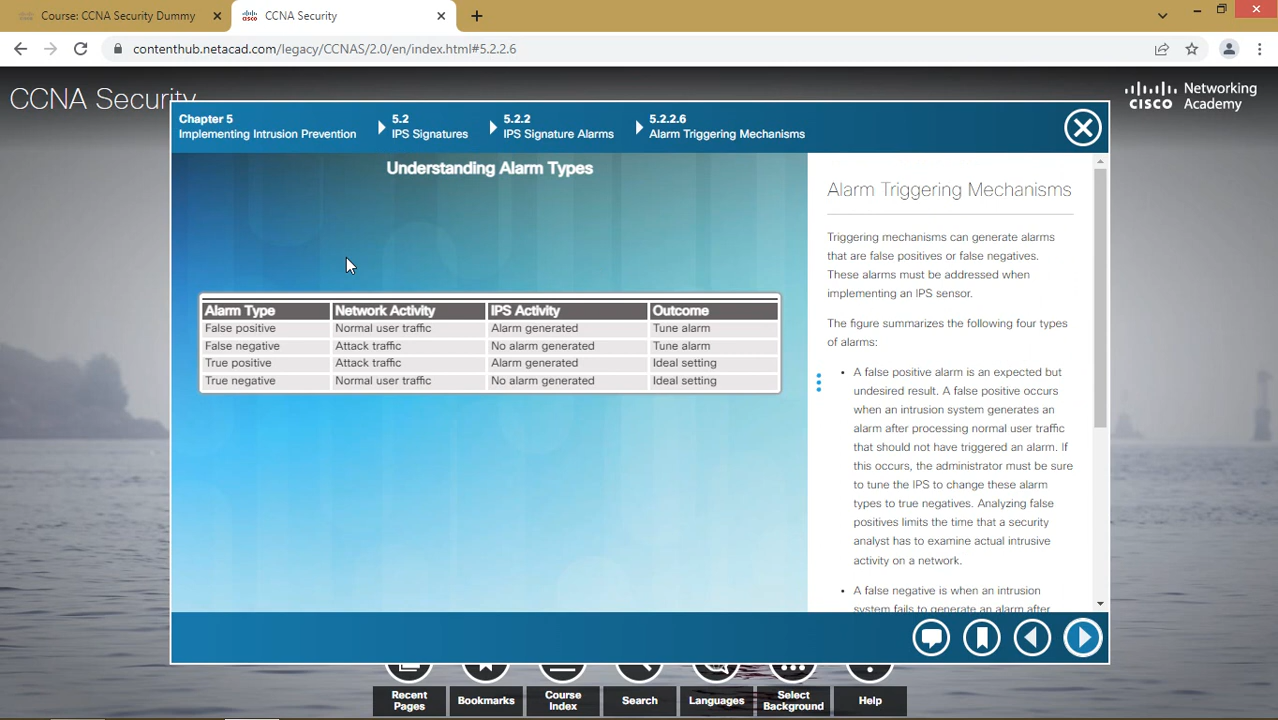 Course: CCNA Security Dummy
CCNA Security
contenthub.netacad.com/legacy/CCNAS/2.0/en/index.html#5.2.2.6
CCNA Security
Networking
CISCO Academy
Chapter 5
Implementing Intrusion Prevention
5.2
IPS Signatures
5.2.2
IPS Signature Alarms
5.2.2.6
Alarm Triggering Mechanisms
Understanding Alarm Types
Alarm Type Network Activity IPS Activity Outcome
False positive Normal user traffic Alarm generated Tune alarm
False negative Attack traffic No alarm generated Tune alarm
True positive Attack traffic Alarm generated Ideal setting
True negative Normal user traffic No alarm generated Ideal setting
Alarm Triggering Mechanisms
Triggering mechanisms can generate alarms
that are false positives or false negatives.
These alarms must be addressed when
implementing an IPS sensor.
The figure summarizes the following four types
of alarms:
• A false positive alarm is an expected but
undesired result. A false positive occurs
when an intrusion system generates an
alarm after processing normal user traffic
that should not have triggered an alarm. If
this occurs, the administrator must be sure
to tune the IPS to change these alarm
types to true negatives. Analyzing false
positives limits the time that a security
analyst has to examine actual intrusive
activity on a network.
• A false negative is when an intrusion
system fails to generate an alarm after
Recent
Pages
Bookmarks
Course
Index
Search
Languages
Select
Background
Help